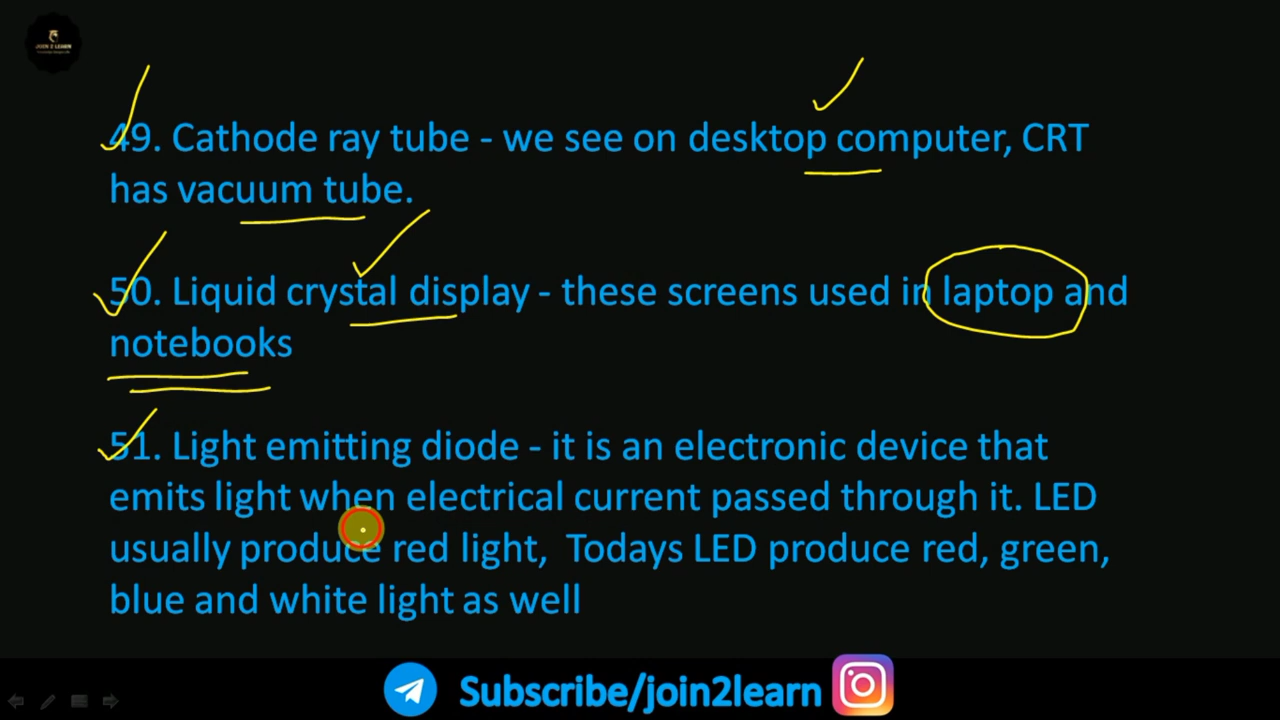 JOIN 2 LEARN
49. Cathode ray tube - we see on desktop computer, CRT
has vacuum tube.
50. Liquid crystal display - these screens used in laptop and
notebooks
51. Light emitting diode - it is an electronic device that
emits light when electrical current passed through it. LED
usually produce red light, Todays LED produce red, green,
blue and white light as well
Subscribe/join2learn